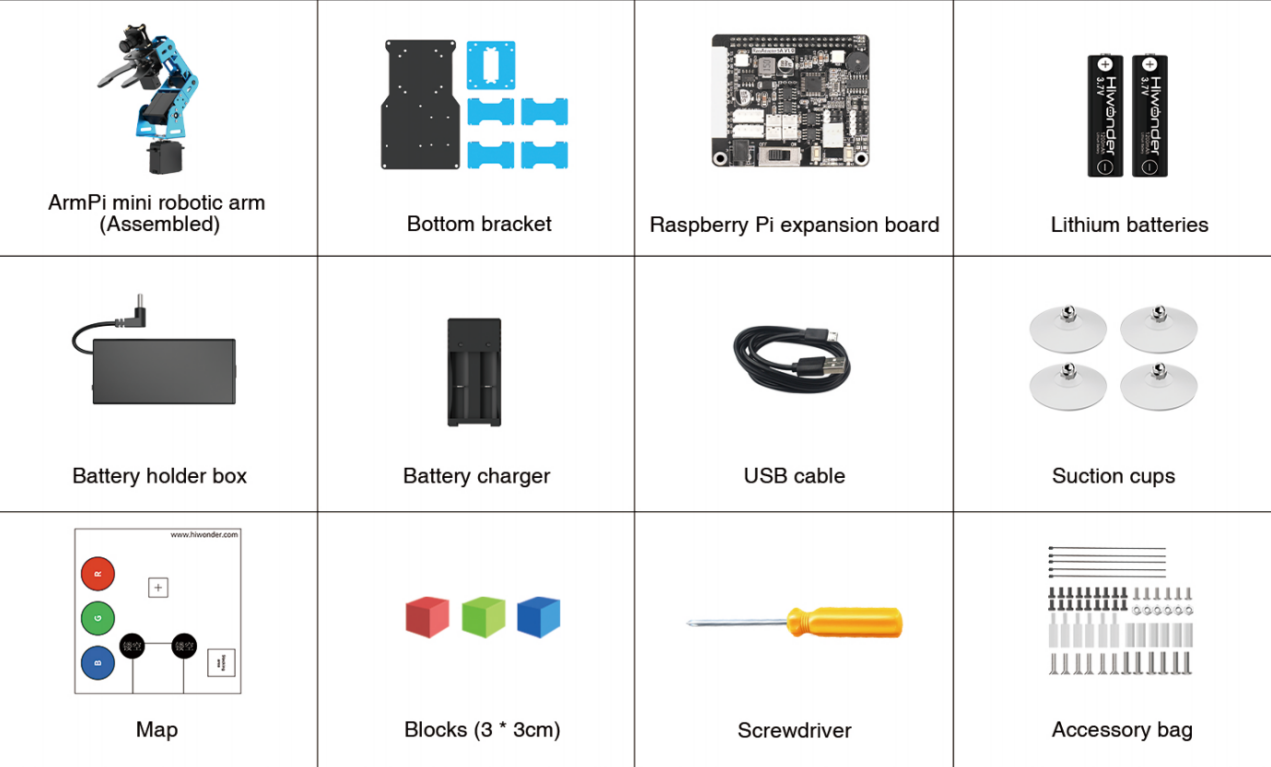 ArmPi mini robotic arm
(Assembled)
Bottom bracket
Raspberry Pi expansion board
+
3.7V
Hiwonder
+
3.7V
Hiwonder
Lithium batteries
Battery holder box
Battery charger
USB cable
Suction cups
www.hiwonder.com
R
G
B
Map
Blocks (3 * 3cm)
Screwdriver
Accessory bag